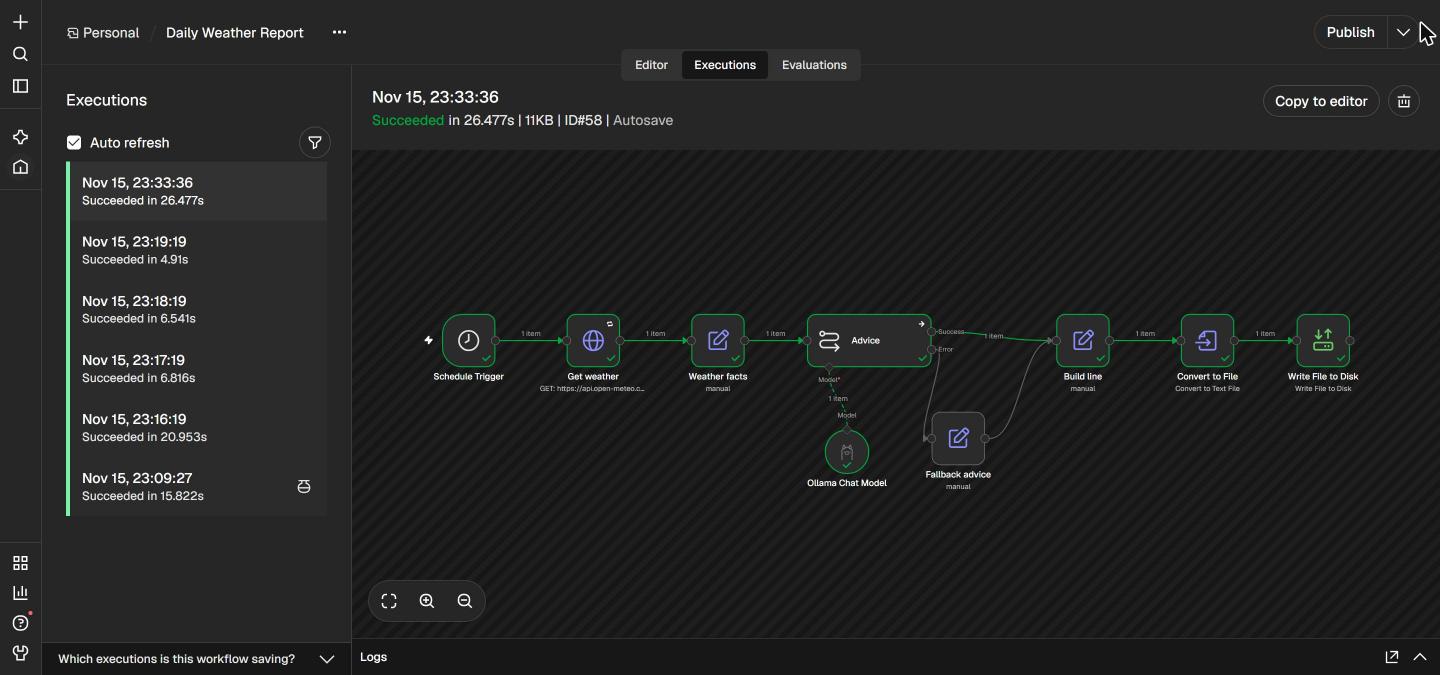 Personal / Daily Weather Report ...
Publish
Editor Executions Evaluations
Executions
Auto refresh
Nov 15, 23:33:36
Succeeded in 26.477s
Nov 15, 23:19:19
Succeeded in 4.91s
Nov 15, 23:18:19
Succeeded in 6.541s
Nov 15, 23:17:19
Succeeded in 6.816s
Nov 15, 23:16:19
Succeeded in 20.953s
Nov 15, 23:09:27
Succeeded in 15.822s
Which executions is this workflow saving?
Nov 15, 23:33:36
Succeeded in 26.477s | 11KB | ID#58 | Autosave
Copy to editor
1 item
1 item
1 item
Success
1 item
Error
1 item
1 item
Advice
Schedule Trigger
Get weather
GET: https://api.open-meteo.c...
Weather facts
manual
Model*
1 item
Model
Ollama Chat Model
Fallback advice
manual
Build line
manual
Convert to File
Convert to Text File
Write File to Disk
Write File to Disk
Logs